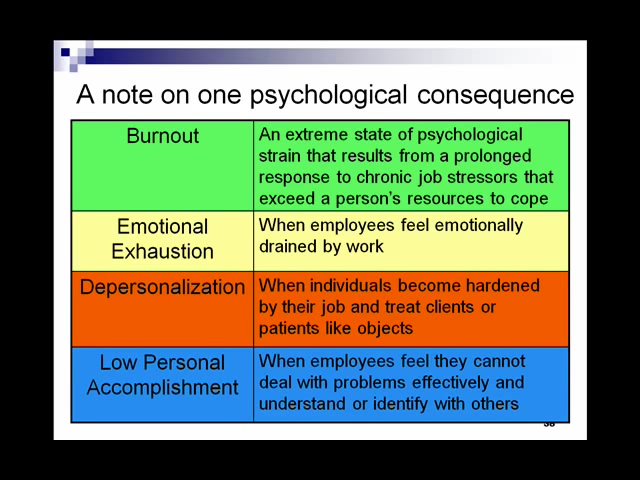 A note on one psychological consequence
Burnout
An extreme state of psychological
strain that results from a prolonged
response to chronic job stressors that
exceed a person's resources to cope
Emotional
Exhaustion
When employees feel emotionally
drained by work
Depersonalization
When individuals become hardened
by their job and treat clients or
patients like objects
Low Personal
Accomplishment
When employees feel they cannot
deal with problems effectively and
understand or identify with others